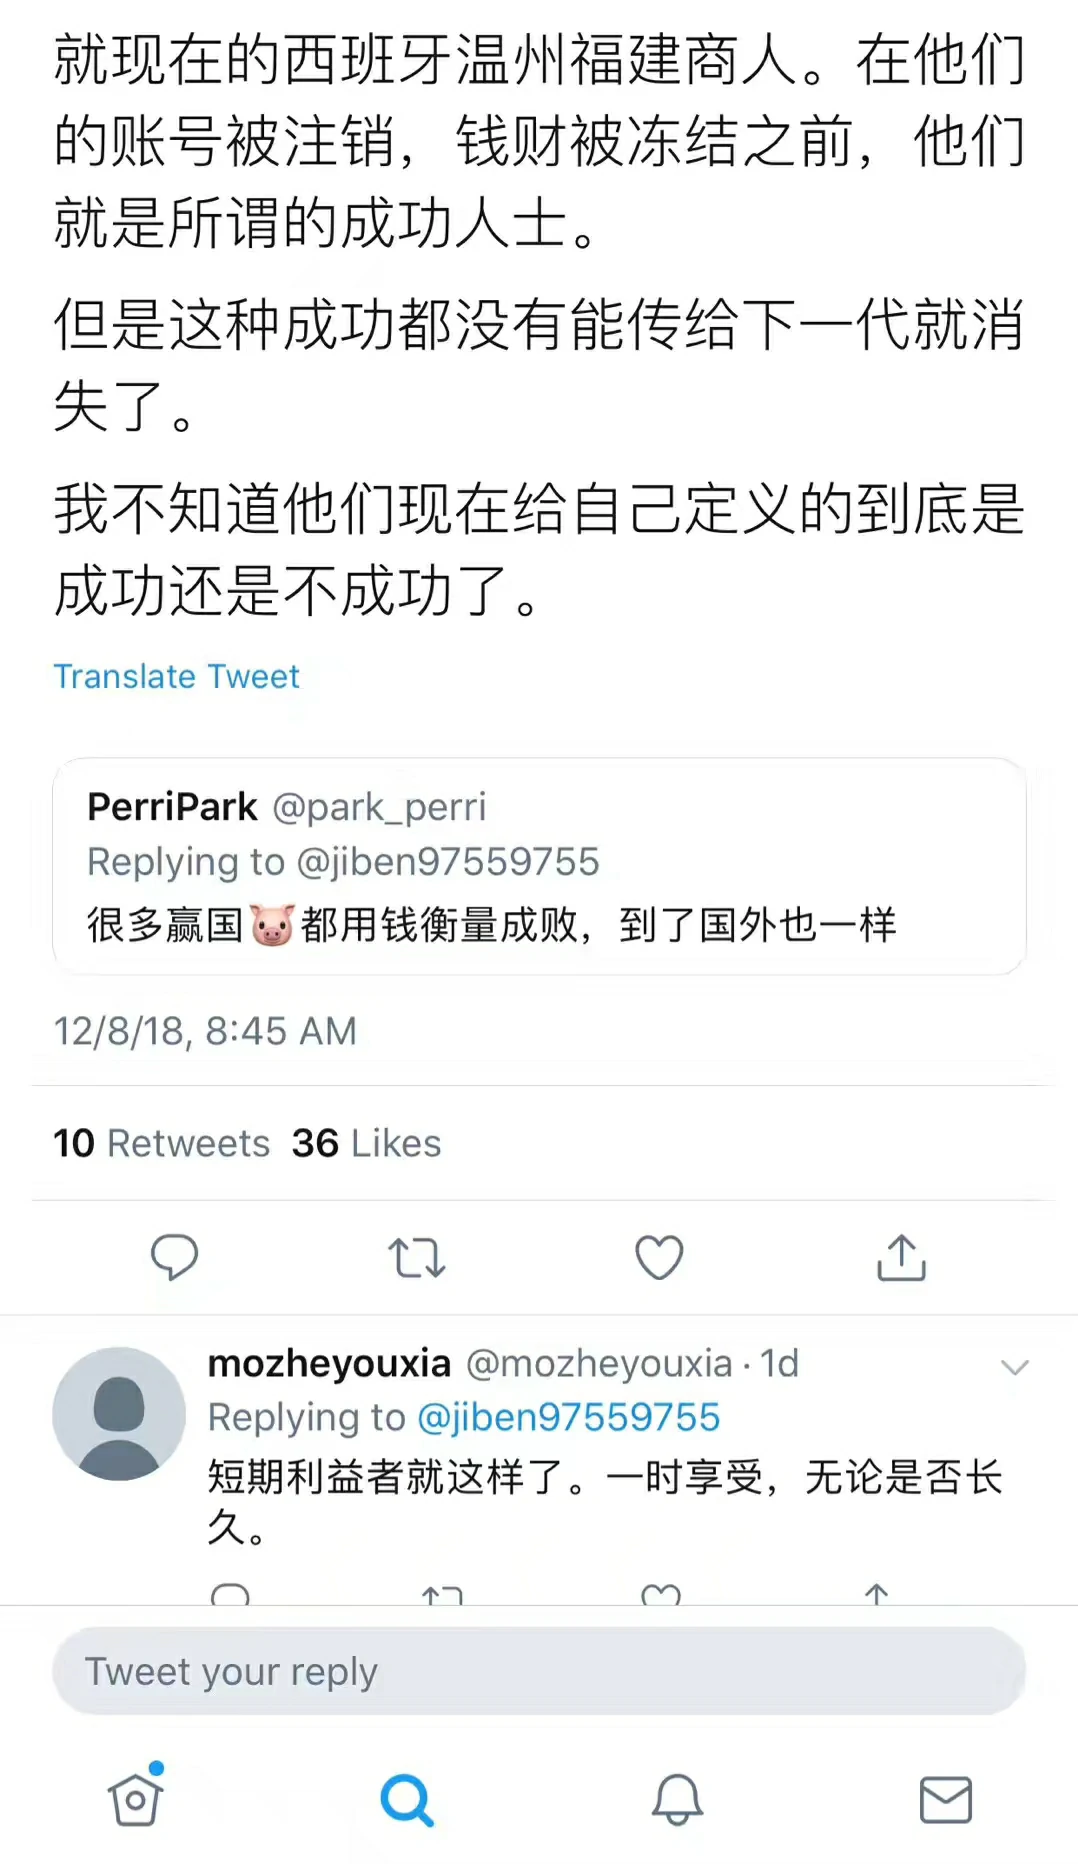 就现在的西班牙温州福建商人。在他们
的账号被注销，钱财被冻结之前，他们
就是所谓的成功人士。
但是这种成功都没有能传给下一代就消
失了。
我不知道他们现在给自己定义的到底是
成功还是不成功了。
Translate Tweet
PerriPark @park_perri
Replying to @jiben97559755
很多赢国🐷都用钱衡量成败，到了国外也一样
12/8/18, 8:45 AM
10 Retweets 36 Likes
mozheyouxia @mozheyouxia · 1d
Replying to @jiben97559755
短期利益者就这样了。一时享受，无论是否长
久。
Tweet your reply